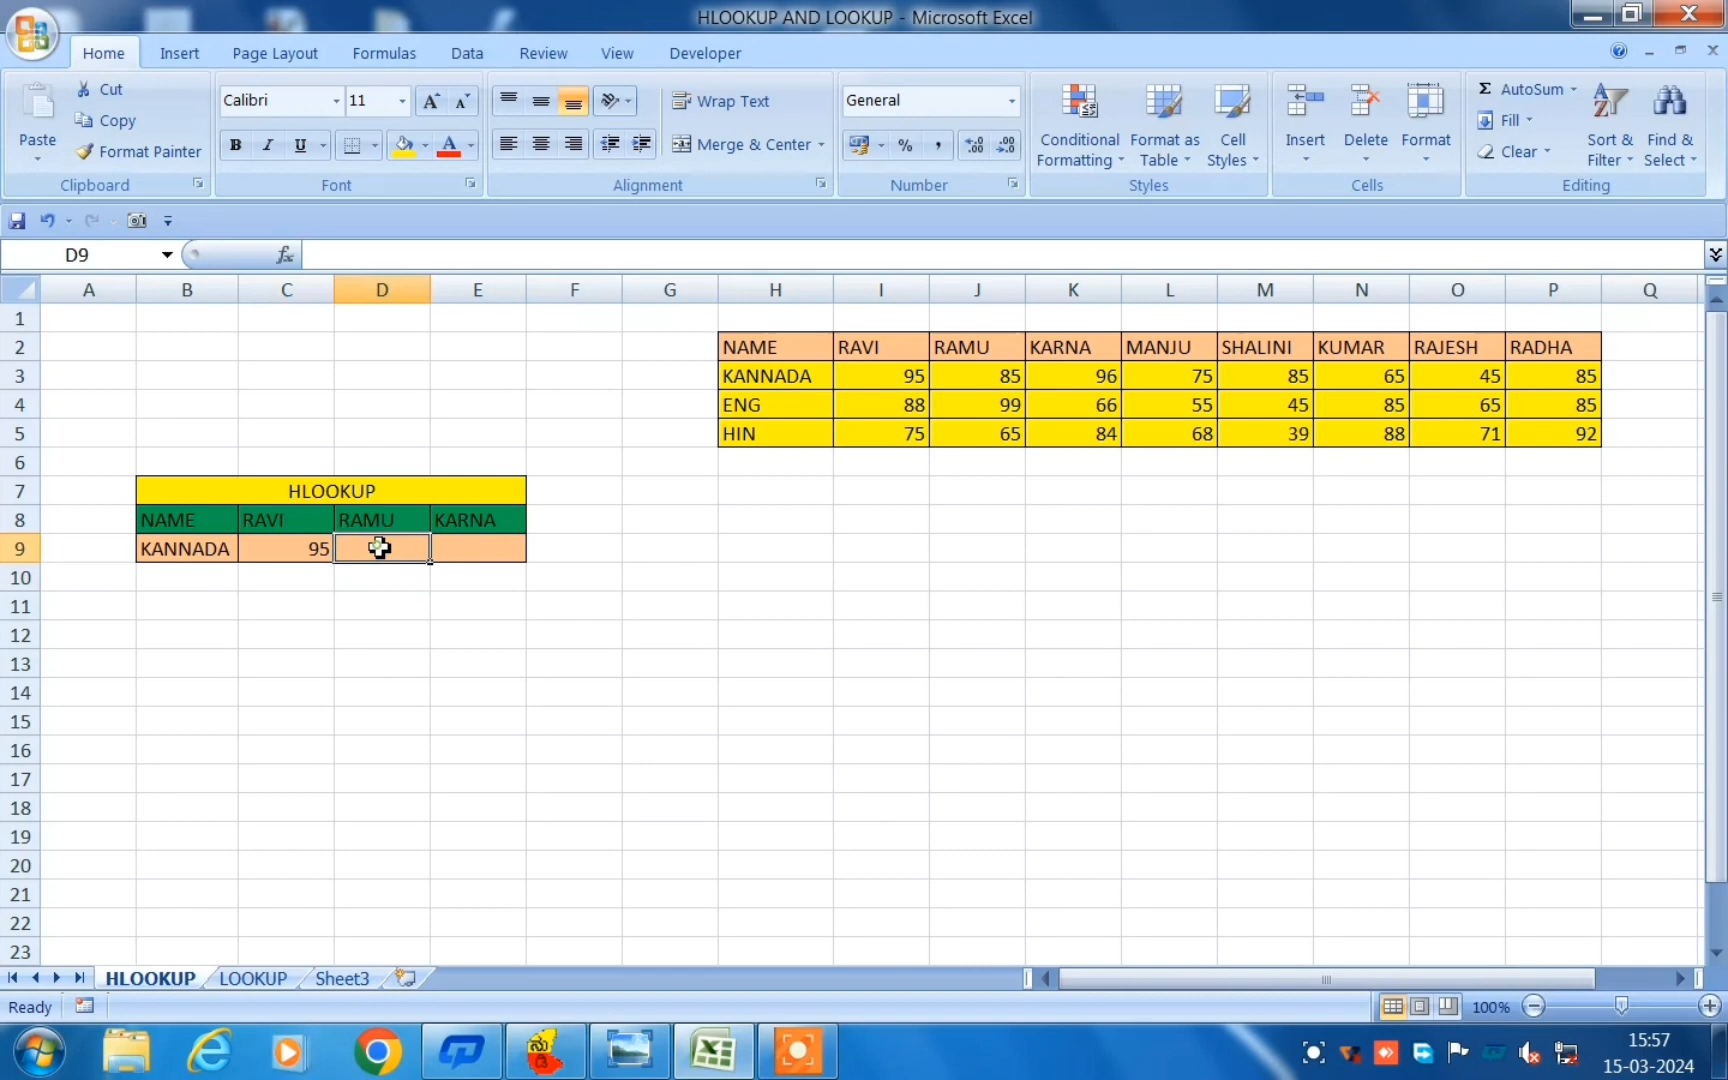 HLOOKUP AND LOOKUP - Microsoft Excel
Home Insert Page Layout Formulas Data Review View Developer
Paste
Cut
Copy
Format Painter
Clipboard
Calibri 11
B I U
Font
Wrap Text
Merge & Center
Alignment
General
Number
Conditional Formatting
Format as Table
Cell Styles
Styles
Insert Delete Format
Cells
Σ AutoSum
Fill
Clear
Sort & Filter
Find & Select
Editing
D9 fx
A B C D E F G H I J K L M N O P Q
1
2 NAME RAVI RAMU KARNA MANJU SHALINI KUMAR RAJESH RADHA
3 KANNADA 95 85 96 75 85 65 45 85
4 ENG 88 99 66 55 45 85 65 85
5 HIN 75 65 84 68 39 88 71 92
6
7 HLOOKUP
8 NAME RAVI RAMU KARNA
9 KANNADA 95
10
11
12
13
14
15
16
17
18
19
20
21
22
23
HLOOKUP LOOKUP Sheet3
Ready 100%
15:57
15-03-2024